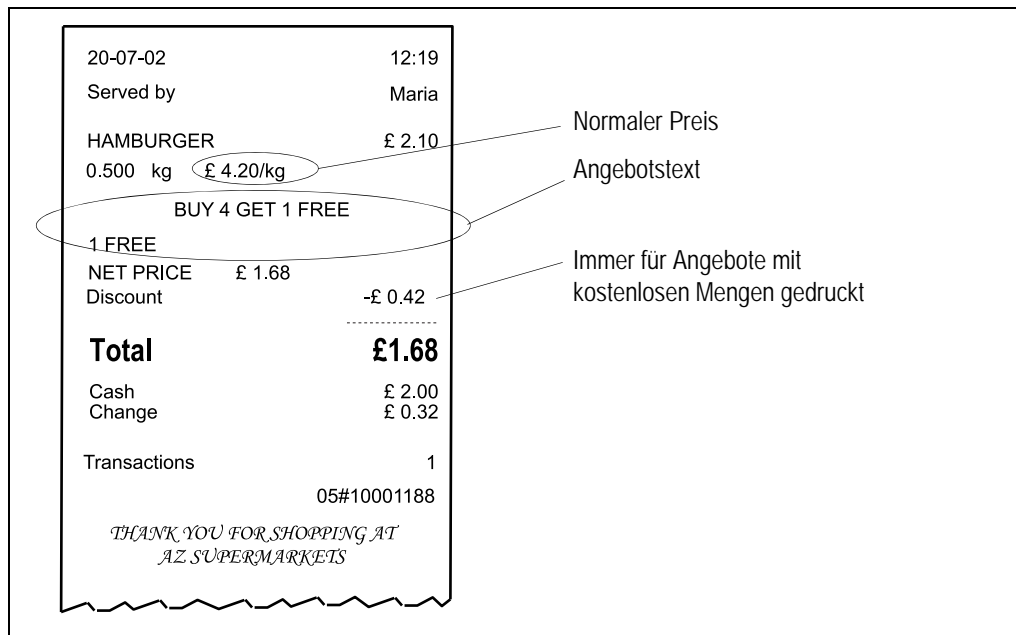 20-07-02 12:19
Served by Maria
HAMBURGER £ 2.10
0.500 kg £ 4.20/kg
BUY 4 GET 1 FREE
1 FREE
NET PRICE £ 1.68
Discount -£ 0.42
Total £1.68
Cash £ 2.00
Change £ 0.32
Transactions 1
05#10001188
THANK YOU FOR SHOPPING AT
AZ SUPERMARKETS
Normaler Preis
Angebotstext
Immer für Angebote mit
kostenlosen Mengen gedruckt